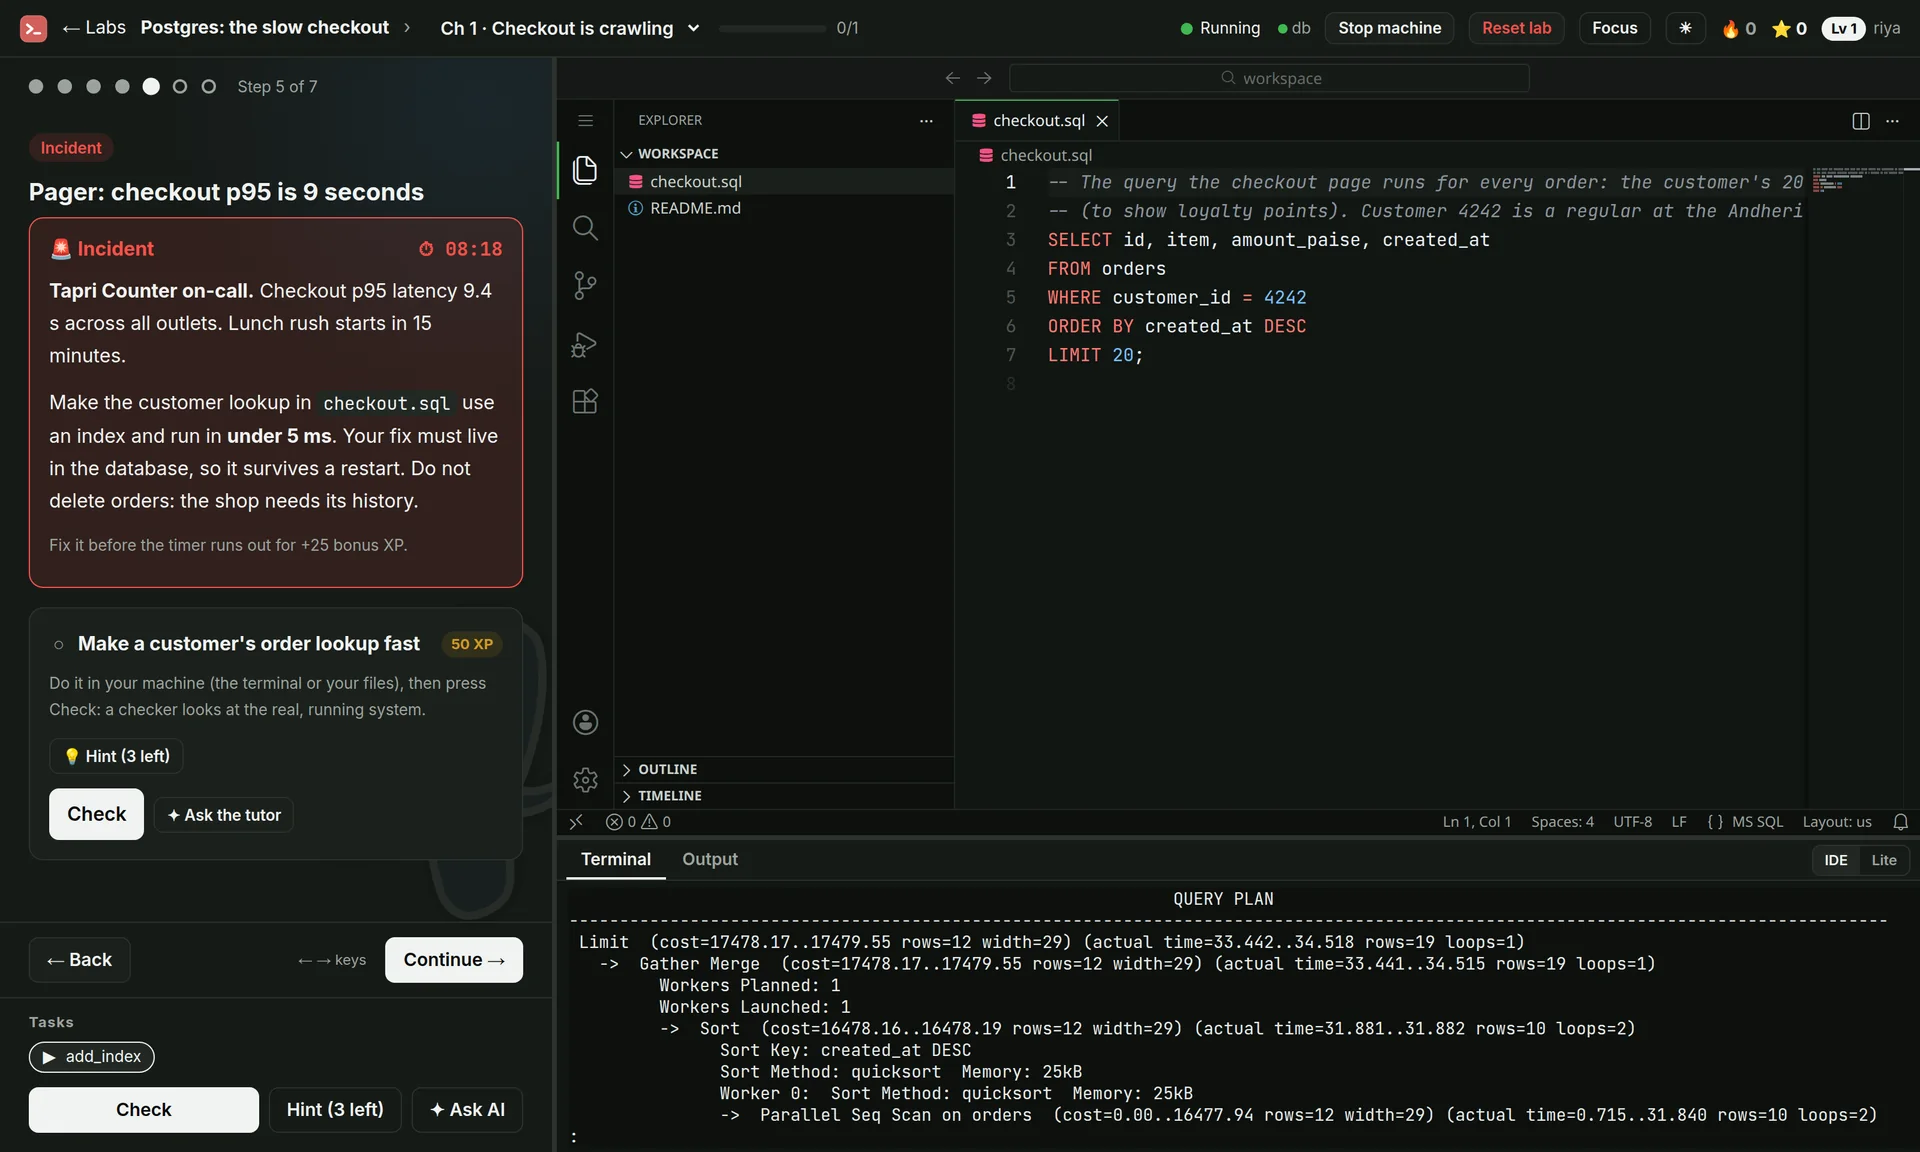 ← Labs Postgres: the slow checkout › Ch 1 · Checkout is crawling 0/1 Running db Stop machine Reset lab Focus 0 0 Lv 1 riya
Step 5 of 7
Incident
Pager: checkout p95 is 9 seconds
Incident 08:18
Tapri Counter on-call. Checkout p95 latency 9.4
s across all outlets. Lunch rush starts in 15
minutes.
Make the customer lookup in checkout.sql use
an index and run in under 5 ms. Your fix must live
in the database, so it survives a restart. Do not
delete orders: the shop needs its history.
Fix it before the timer runs out for +25 bonus XP.
Make a customer's order lookup fast 50 XP
Do it in your machine (the terminal or your files), then press
Check: a checker looks at the real, running system.
Hint (3 left)
Check ✦ Ask the tutor
← Back ←→ keys Continue →
Tasks
▶ add_index
Check Hint (3 left) ✦ Ask AI
← → workspace
EXPLORER ···
WORKSPACE
checkout.sql
README.md
OUTLINE
TIMELINE
checkout.sql ×
checkout.sql
1 -- The query the checkout page runs for every order: the customer's 20
2 -- (to show loyalty points). Customer 4242 is a regular at the Andheri
3 SELECT id, item, amount_paise, created_at
4 FROM orders
5 WHERE customer_id = 4242
6 ORDER BY created_at DESC
7 LIMIT 20;
8
0 0 Ln 1, Col 1 Spaces: 4 UTF-8 LF { } MS SQL Layout: us
Terminal Output IDE Lite
QUERY PLAN
-----------------------------------------------------------------------------------------------------------------------------------
Limit  (cost=17478.17..17479.55 rows=12 width=29) (actual time=33.442..34.518 rows=19 loops=1)
->  Gather Merge  (cost=17478.17..17479.55 rows=12 width=29) (actual time=33.441..34.515 rows=19 loops=1)
Workers Planned: 1
Workers Launched: 1
->  Sort  (cost=16478.16..16478.19 rows=12 width=29) (actual time=31.881..31.882 rows=10 loops=2)
Sort Key: created_at DESC
Sort Method: quicksort  Memory: 25kB
Worker 0:  Sort Method: quicksort  Memory: 25kB
->  Parallel Seq Scan on orders  (cost=0.00..16477.94 rows=12 width=29) (actual time=0.715..31.840 rows=10 loops=2)
: